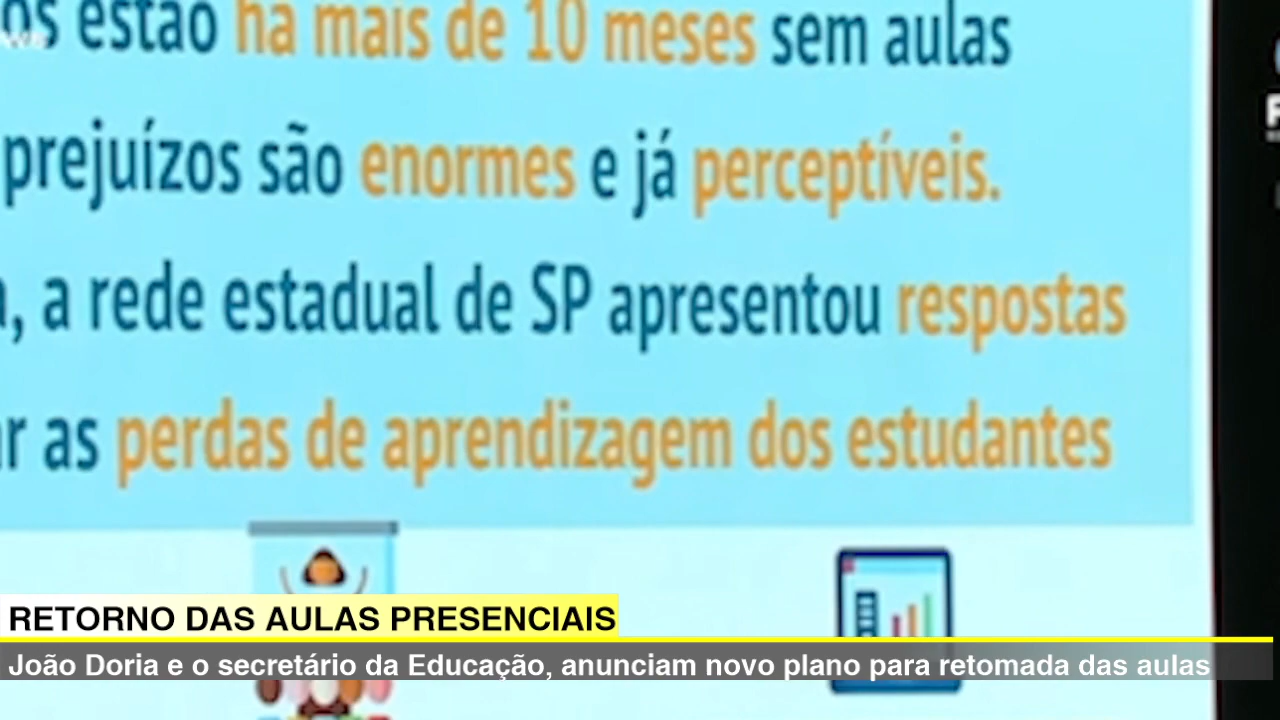 os estão há mais de 10 meses sem aulas
prejuízos são enormes e já perceptíveis.
a rede estadual de SP apresentou respostas
ar as perdas de aprendizagem dos estudantes
RETORNO DAS AULAS PRESENCIAIS
João Doria e o secretário da Educação, anunciam novo plano para retomada das aulas